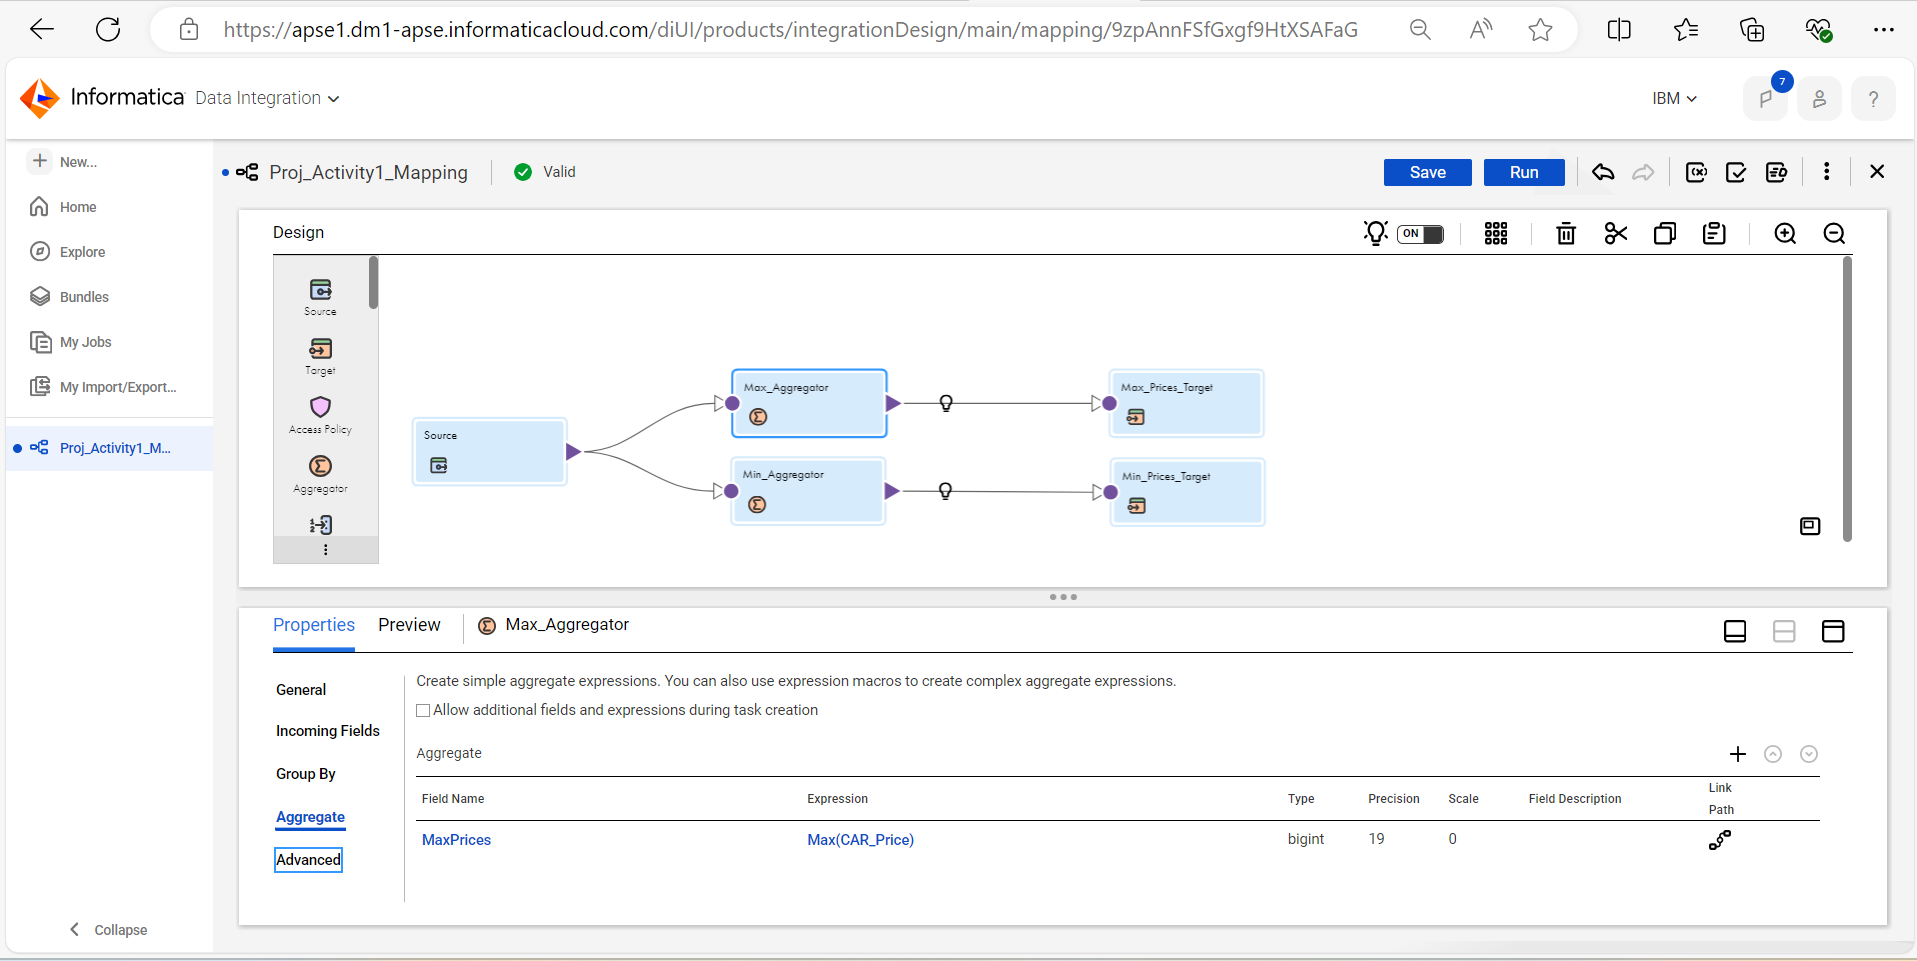 https://apse1.dm1-apse.informaticacloud.com/diUI/products/integrationDesign/main/mapping/9zpAnnFSfGxgf9HtXSAFaG
Informatica Data Integration
IBM
7
?
New...
Home
Explore
Bundles
My Jobs
My Import/Export...
Proj_Activity1_M...
Collapse
Proj_Activity1_Mapping
Valid
Save
Run
Design
ON
Source
Target
Access Policy
Aggregator
Source
Max_Aggregator
Min_Aggregator
Max_Prices_Target
Min_Prices_Target
Properties
Preview
Max_Aggregator
General
Incoming Fields
Group By
Aggregate
Advanced
Create simple aggregate expressions. You can also use expression macros to create complex aggregate expressions.
Allow additional fields and expressions during task creation
Aggregate
Field Name Expression Type Precision Scale Field Description Link Path
MaxPrices Max(CAR_Price) bigint 19 0